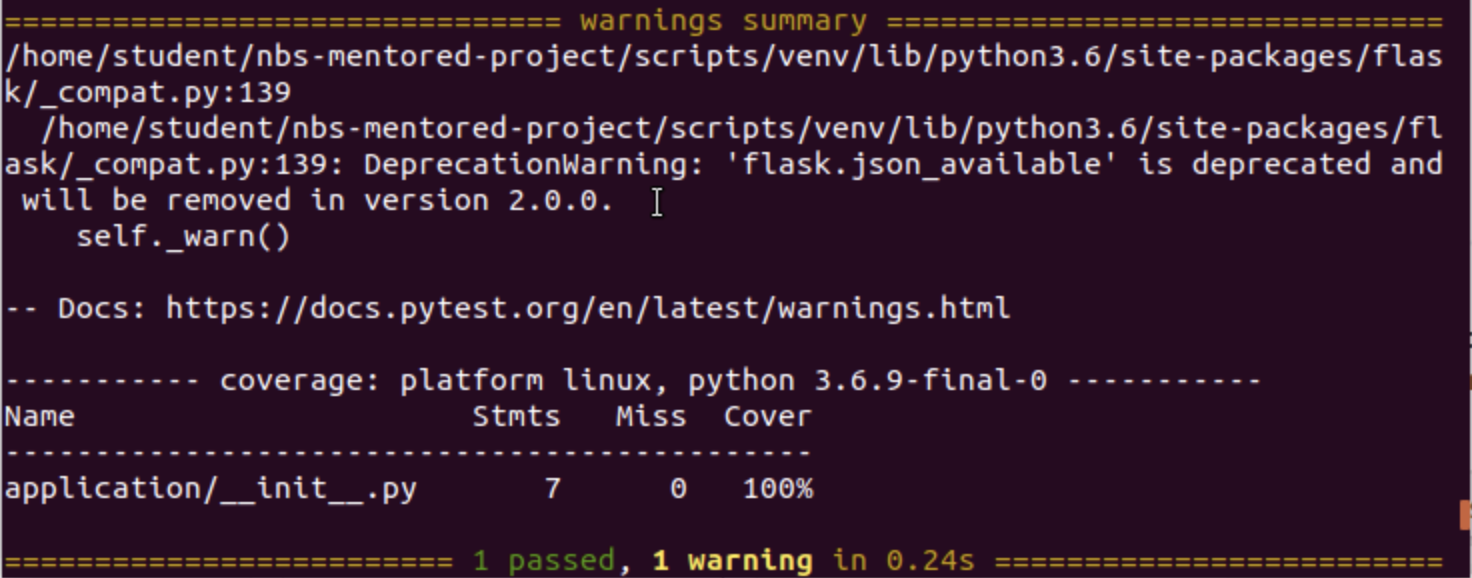 =============================== warnings summary ===============================
/home/student/nbs-mentored-project/scripts/venv/lib/python3.6/site-packages/flas
k/_compat.py:139
  /home/student/nbs-mentored-project/scripts/venv/lib/python3.6/site-packages/fl
ask/_compat.py:139: DeprecationWarning: 'flask.json_available' is deprecated and
 will be removed in version 2.0.0.
    self._warn()

-- Docs: https://docs.pytest.org/en/latest/warnings.html

----------- coverage: platform linux, python 3.6.9-final-0 -----------
Name                      Stmts   Miss  Cover
---------------------------------------------
application/__init__.py       7      0   100%

========================= 1 passed, 1 warning in 0.24s =========================